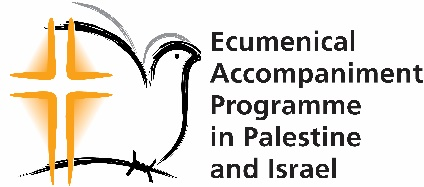 Ecumenical
Accompaniment
Programme
in Palestine
and Israel